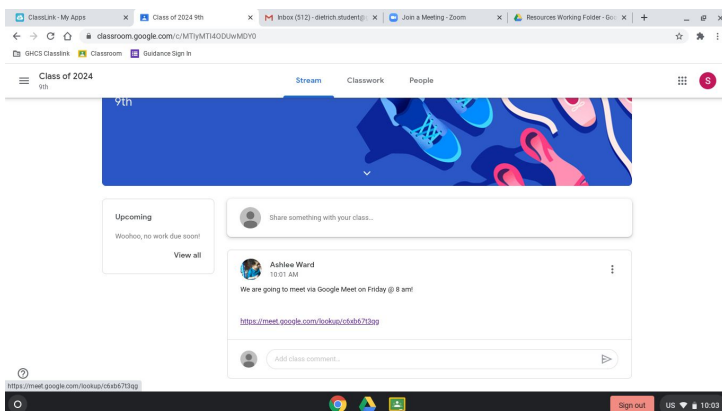 ClassLink - My Apps
Class of 2024 9th
Inbox (512) - dietrich.student@
Join a Meeting - Zoom
Resources Working Folder - Goo
classroom.google.com/c/MTIyMTI4ODUwMDY0
GHCS Classlink
Classroom
Guidance Sign In
Class of 2024
9th
Stream
Classwork
People
S
9th
Upcoming
Woohoo, no work due soon!
View all
Share something with your class...
Ashlee Ward
10:01 AM
We are going to meet via Google Meet on Friday @ 8 am!
https://meet.google.com/lookup/c6xb67t3qg
Add class comment...
https://meet.google.com/lookup/c6xb67t3qg
Sign out
US
10:03